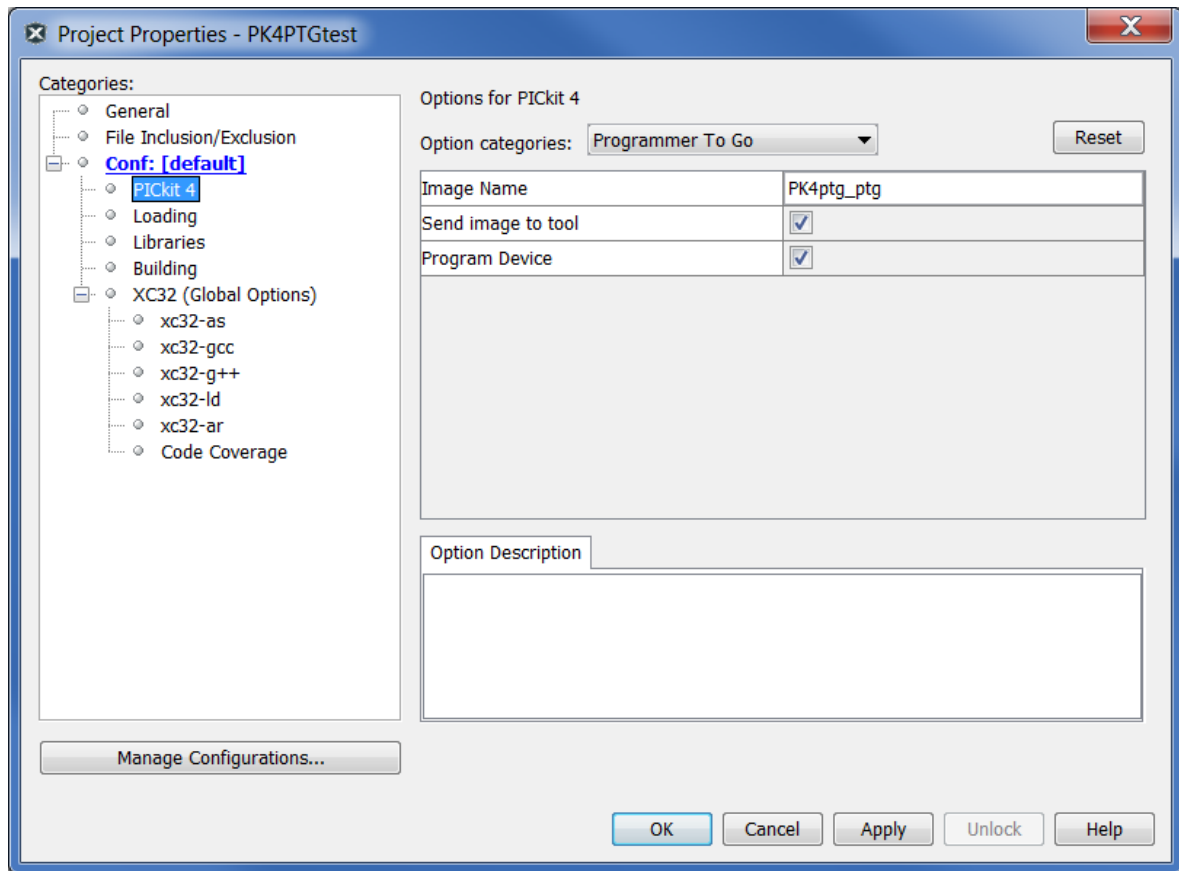 Project Properties - PK4PTGtest
X
Categories:
General
File Inclusion/Exclusion
Conf: [default]
PICkit 4
Loading
Libraries
Building
XC32 (Global Options)
xc32-as
xc32-gcc
xc32-g++
xc32-ld
xc32-ar
Code Coverage
Manage Configurations...
Options for PICkit 4
Option categories: Programmer To Go Reset
Image Name PK4ptg_ptg
Send image to tool
Program Device
Option Description
OK Cancel Apply Unlock Help